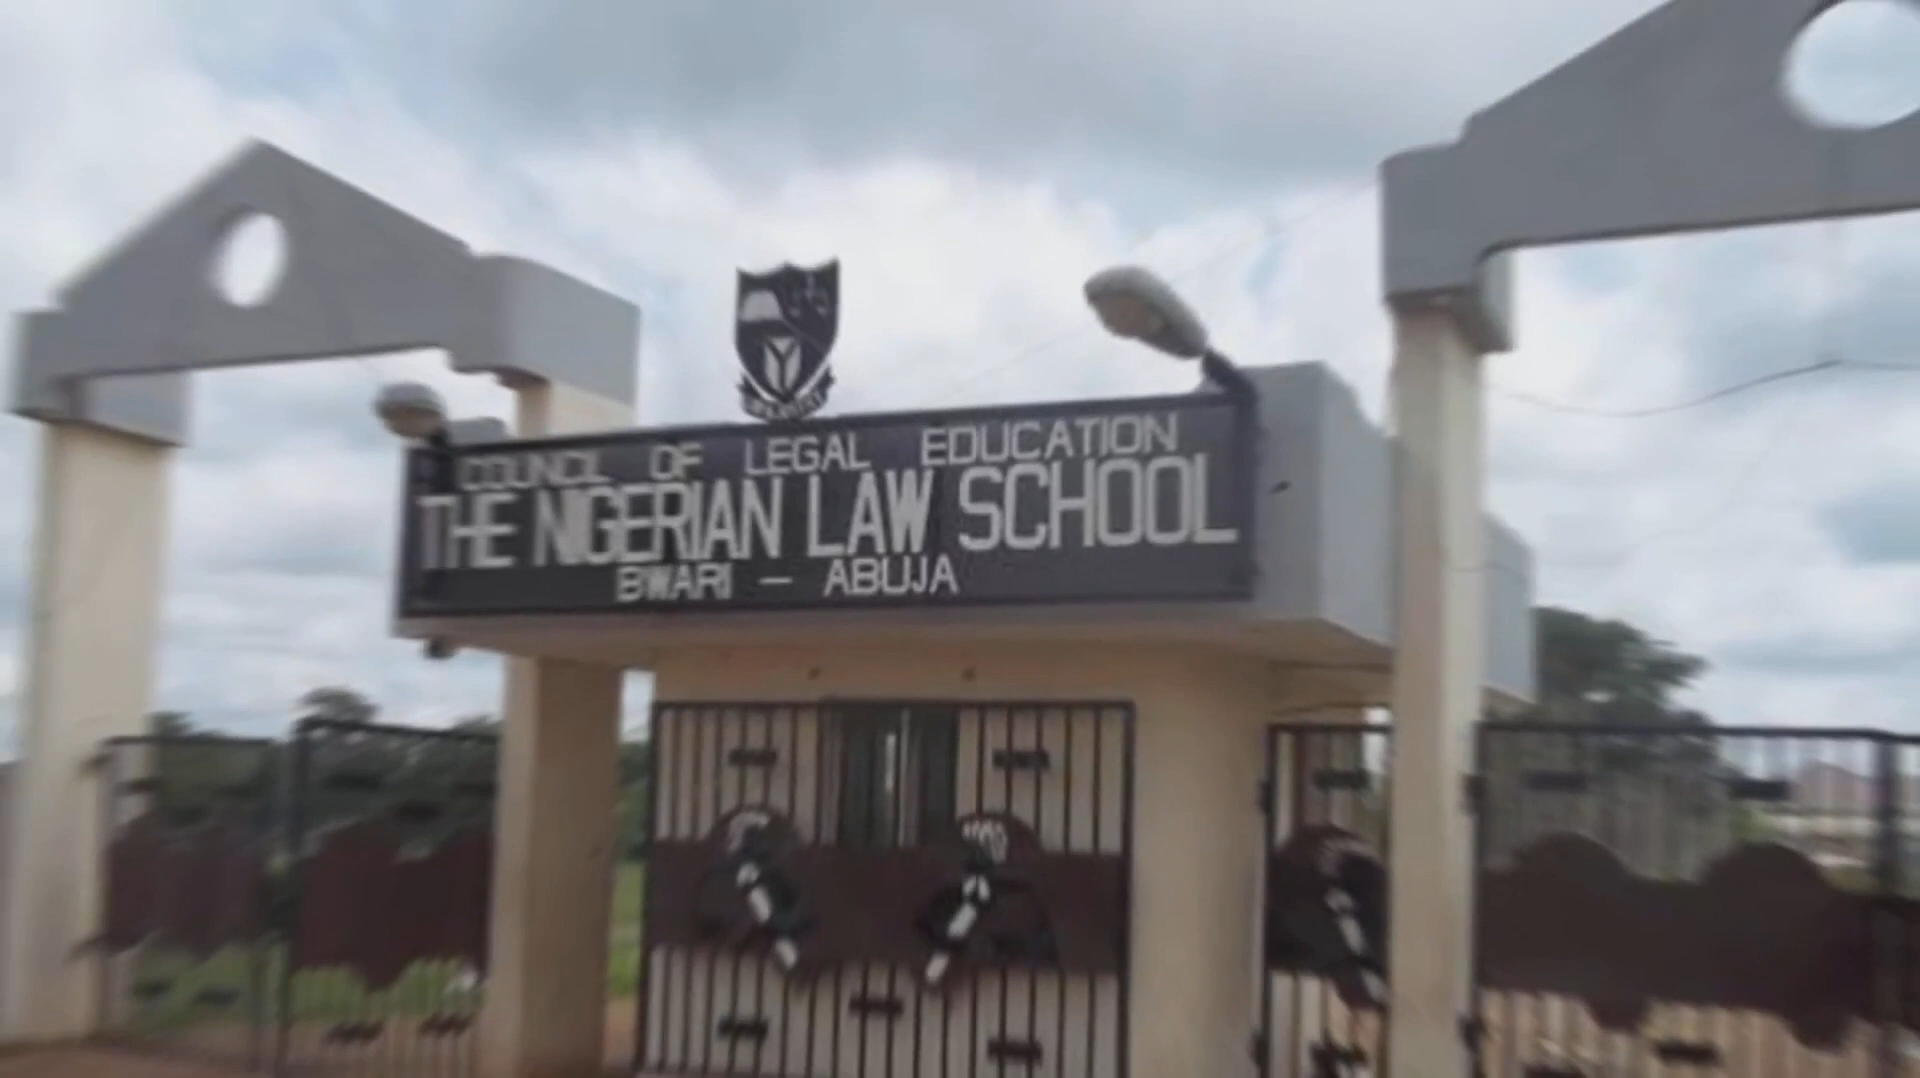 COUNCIL OF LEGAL EDUCATION
THE NIGERIAN LAW SCHOOL
BWARI - ABUJA